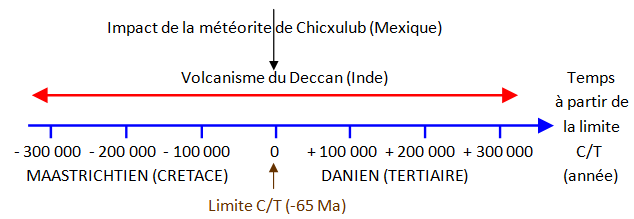 Impact de la météorite de Chicxulub (Mexique)
Volcanisme du Deccan (Inde)
Temps
à partir de
la limite
C/T
(année)
- 300 000 - 200 000 - 100 000 0 + 100 000 + 200 000 + 300 000
MAASTRICHTIEN (CRETACE) DANIEN (TERTIAIRE)
Limite C/T (-65 Ma)